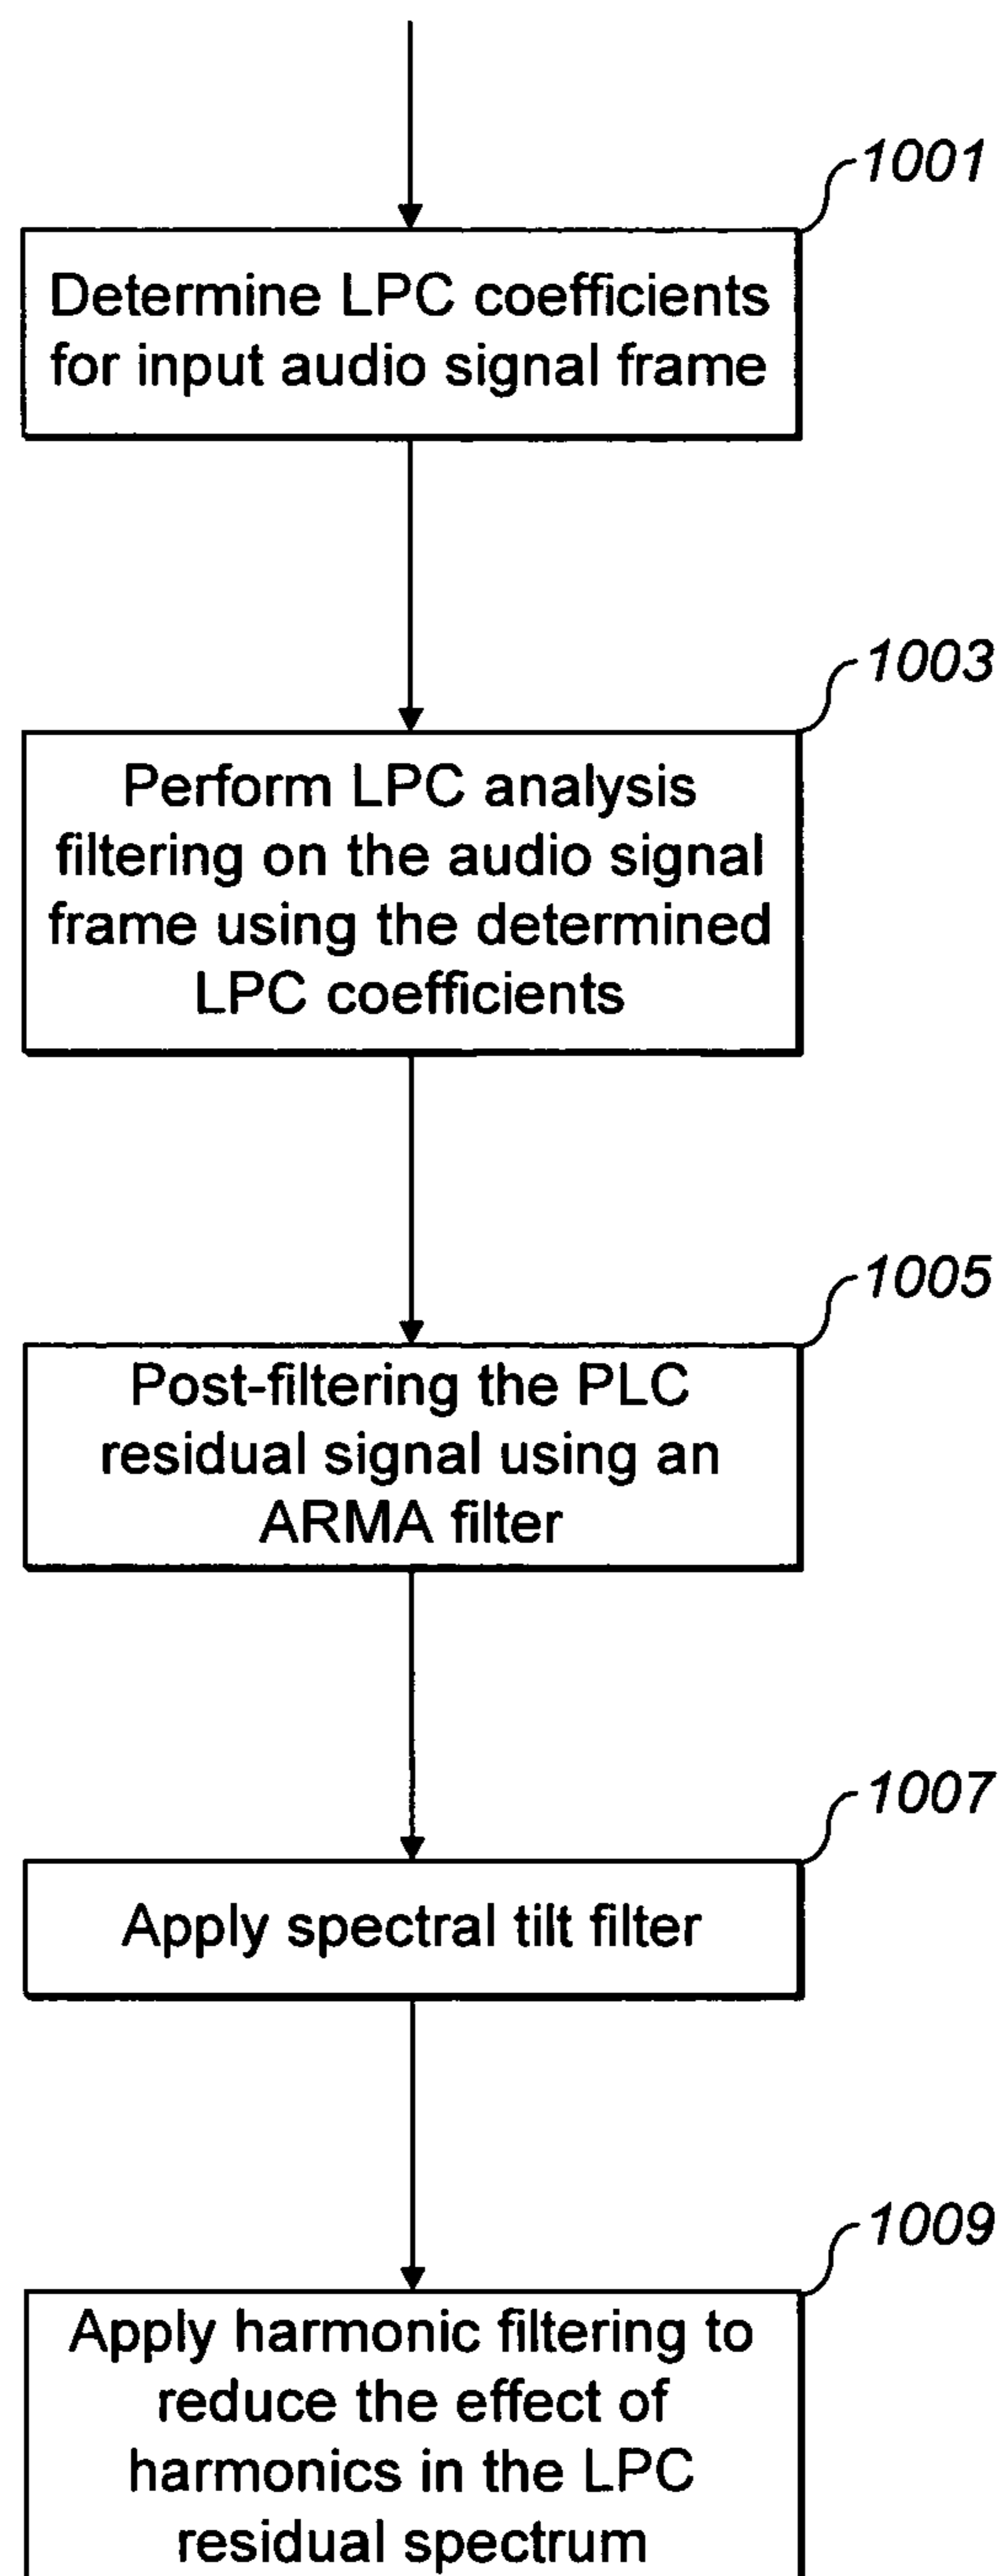 1001
Determine LPC coefficients
for input audio signal frame
1003
Perform LPC analysis
filtering on the audio signal
frame using the determined
LPC coefficients
1005
Post-filtering the PLC
residual signal using an
ARMA filter
1007
Apply spectral tilt filter
1009
Apply harmonic filtering to
reduce the effect of
harmonics in the LPC
residual spectrum